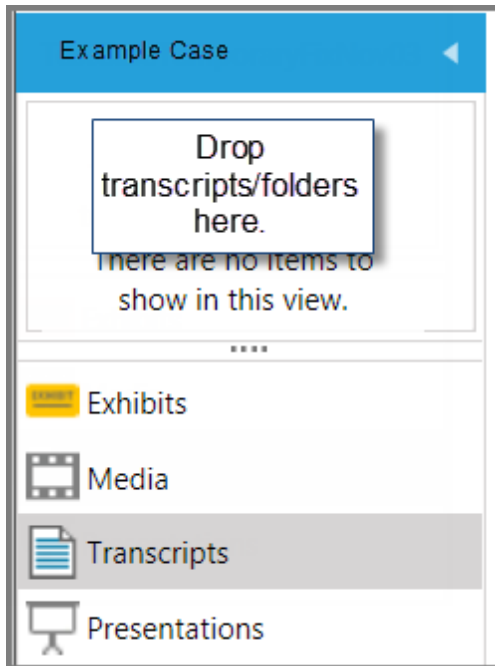 Example Case
Drop
transcripts/folders
here.
There are no items to
show in this view.
EXHIBIT
Exhibits
Media
Transcripts
Presentations